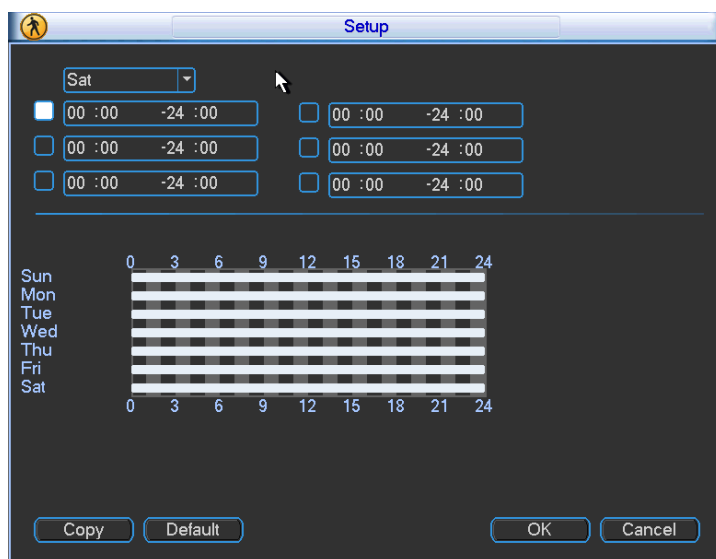 Setup
Sat
00 :00 -24 :00 00 :00 -24 :00
00 :00 -24 :00 00 :00 -24 :00
00 :00 -24 :00 00 :00 -24 :00
0 3 6 9 12 15 18 21 24
Sun
Mon
Tue
Wed
Thu
Fri
Sat
0 3 6 9 12 15 18 21 24
Copy Default OK Cancel